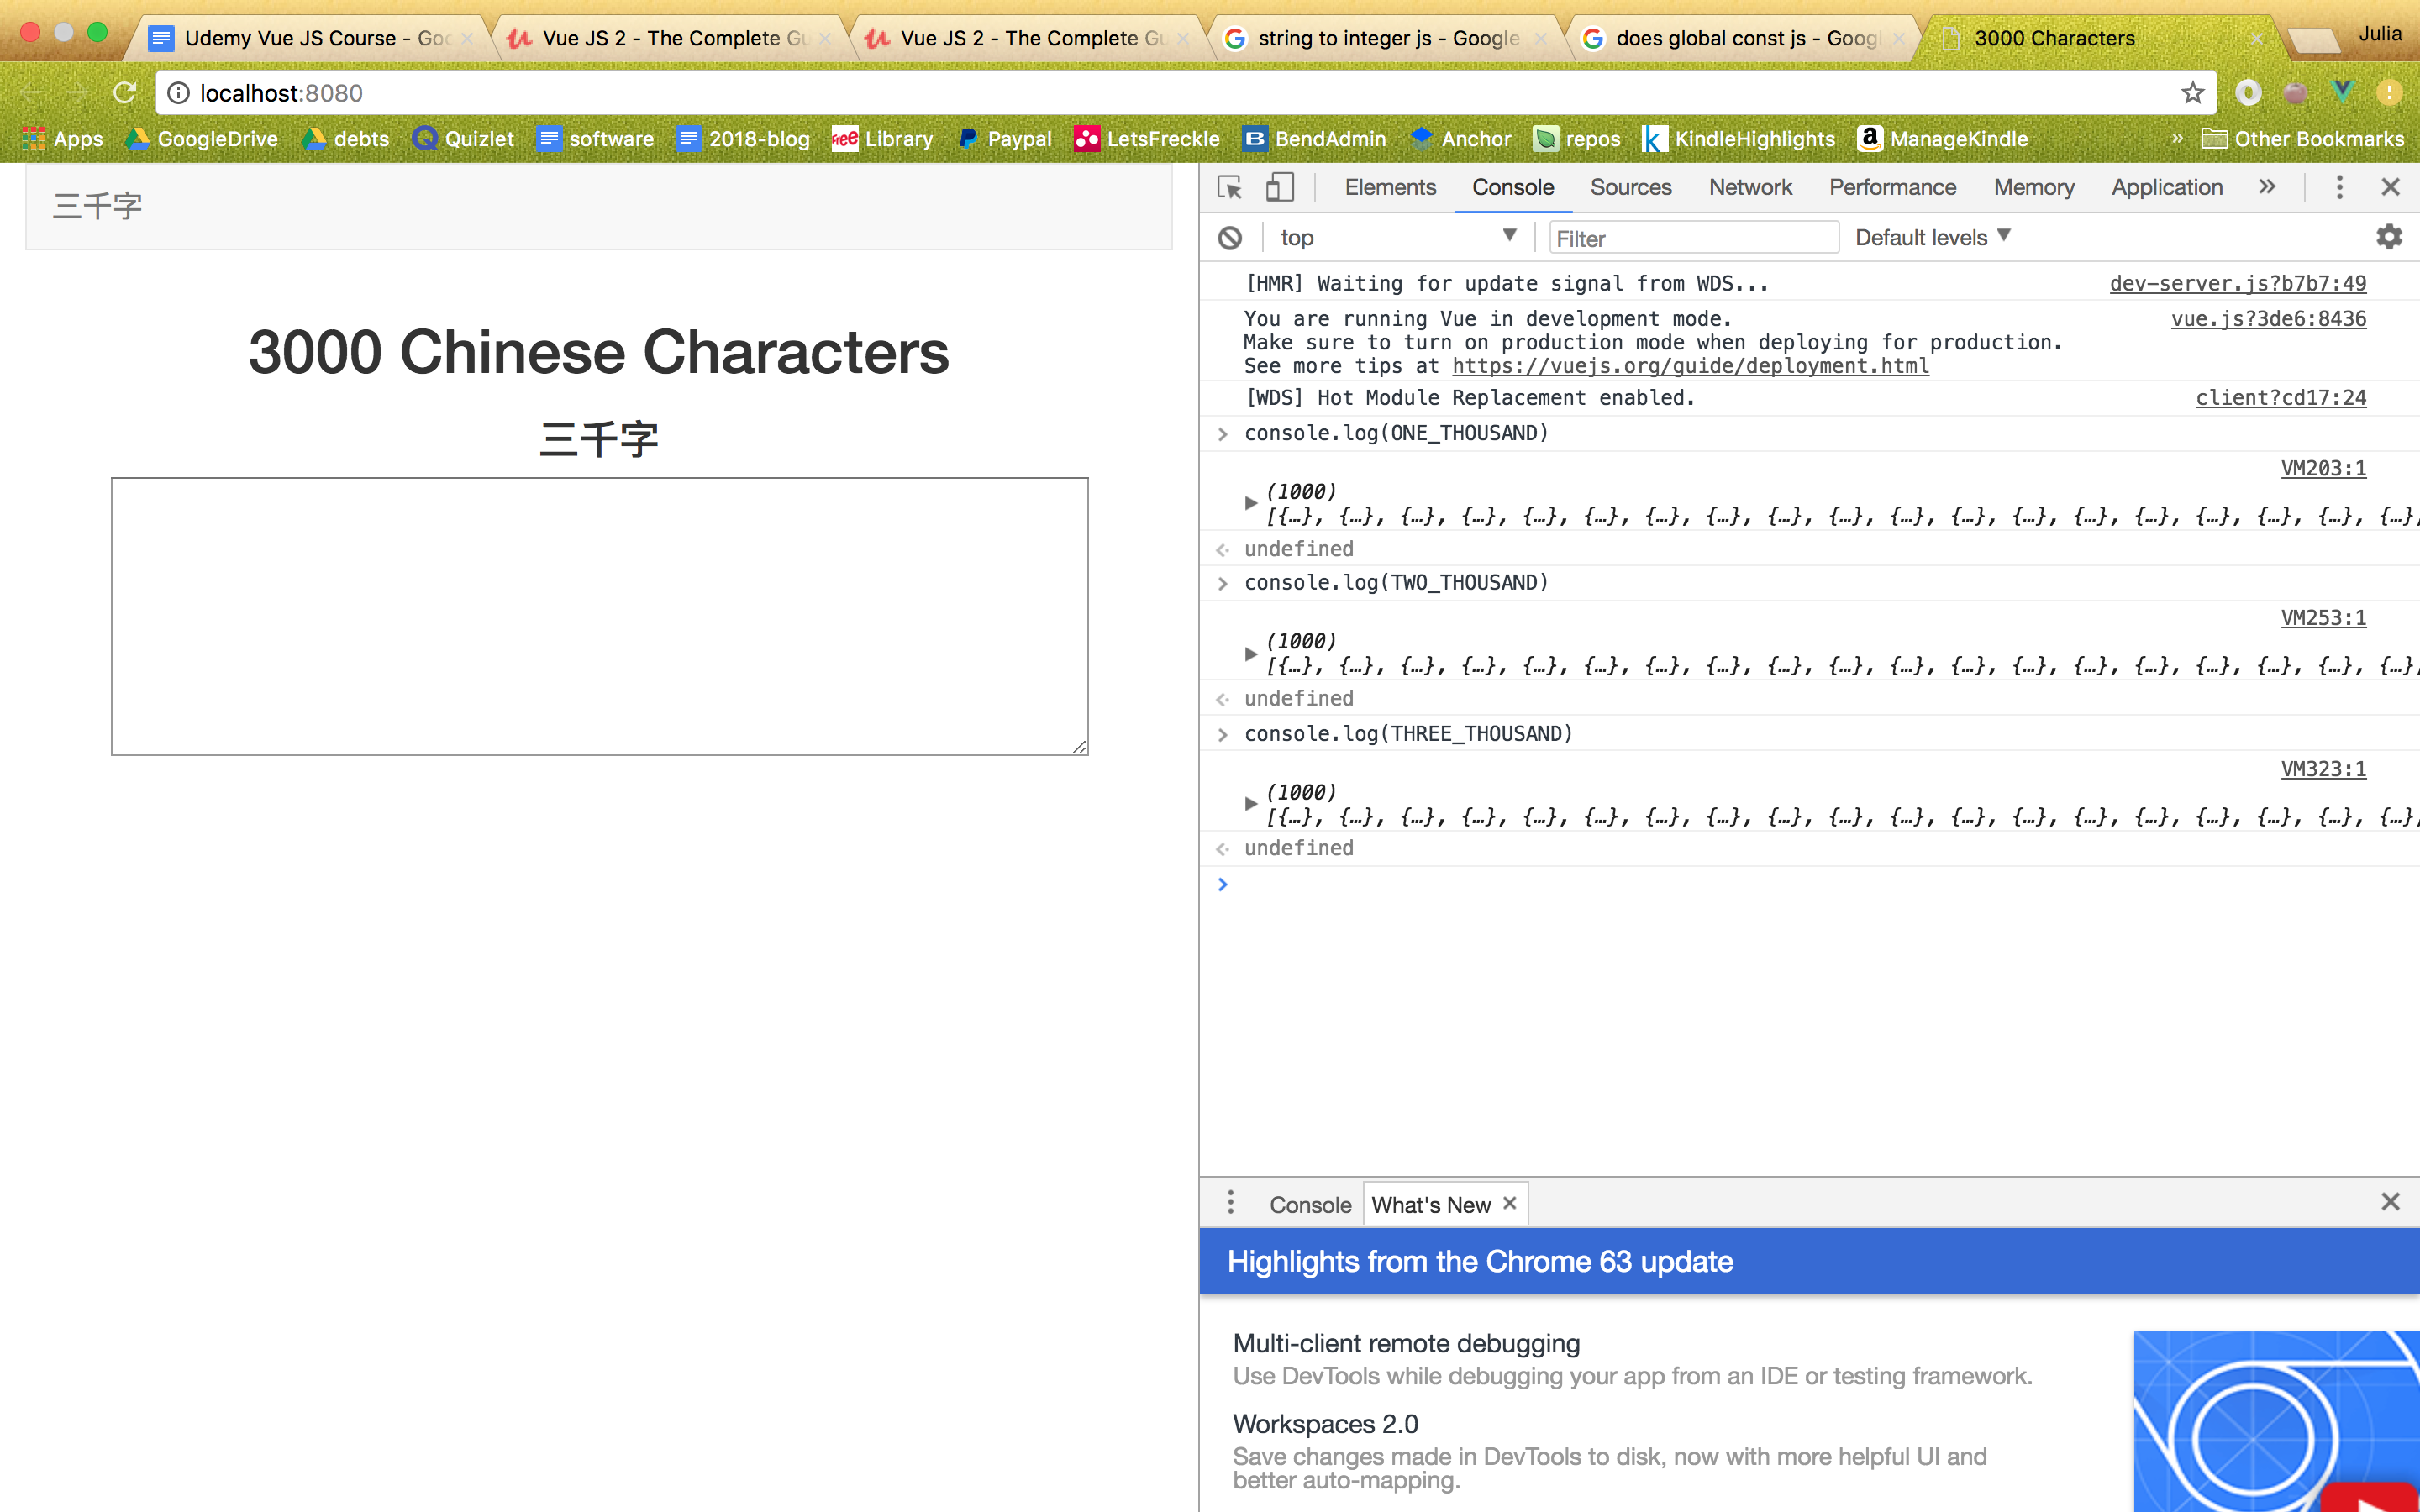 Udemy Vue JS Course - Goo
Vue JS 2 - The Complete Gu
Vue JS 2 - The Complete Gu
string to integer js - Google
does global const js - Googl
3000 Characters
Julia
localhost:8080
Apps
GoogleDrive
debts
Quizlet
software
2018-blog
free Library
Paypal
LetsFreckle
B BendAdmin
Anchor
repos
k KindleHighlights
a ManageKindle
» Other Bookmarks
三千字
3000 Chinese Characters
三千字
Elements Console Sources Network Performance Memory Application »
top Filter Default levels
[HMR] Waiting for update signal from WDS... dev-server.js?b7b7:49
You are running Vue in development mode. vue.js?3de6:8436
Make sure to turn on production mode when deploying for production.
See more tips at https://vuejs.org/guide/deployment.html
[WDS] Hot Module Replacement enabled. client?cd17:24
> console.log(ONE_THOUSAND)
VM203:1
(1000)
[{…}, {…}, {…}, {…}, {…}, {…}, {…}, {…}, {…}, {…}, {…}, {…}, {…}, {…}, {…}, {…}, {…}, {…}, {…},
undefined
> console.log(TWO_THOUSAND)
VM253:1
(1000)
[{…}, {…}, {…}, {…}, {…}, {…}, {…}, {…}, {…}, {…}, {…}, {…}, {…}, {…}, {…}, {…}, {…}, {…}, {…},
undefined
> console.log(THREE_THOUSAND)
VM323:1
(1000)
[{…}, {…}, {…}, {…}, {…}, {…}, {…}, {…}, {…}, {…}, {…}, {…}, {…}, {…}, {…}, {…}, {…}, {…}, {…},
undefined
>
Console What's New ×
Highlights from the Chrome 63 update
Multi-client remote debugging
Use DevTools while debugging your app from an IDE or testing framework.
Workspaces 2.0
Save changes made in DevTools to disk, now with more helpful UI and
better auto-mapping.